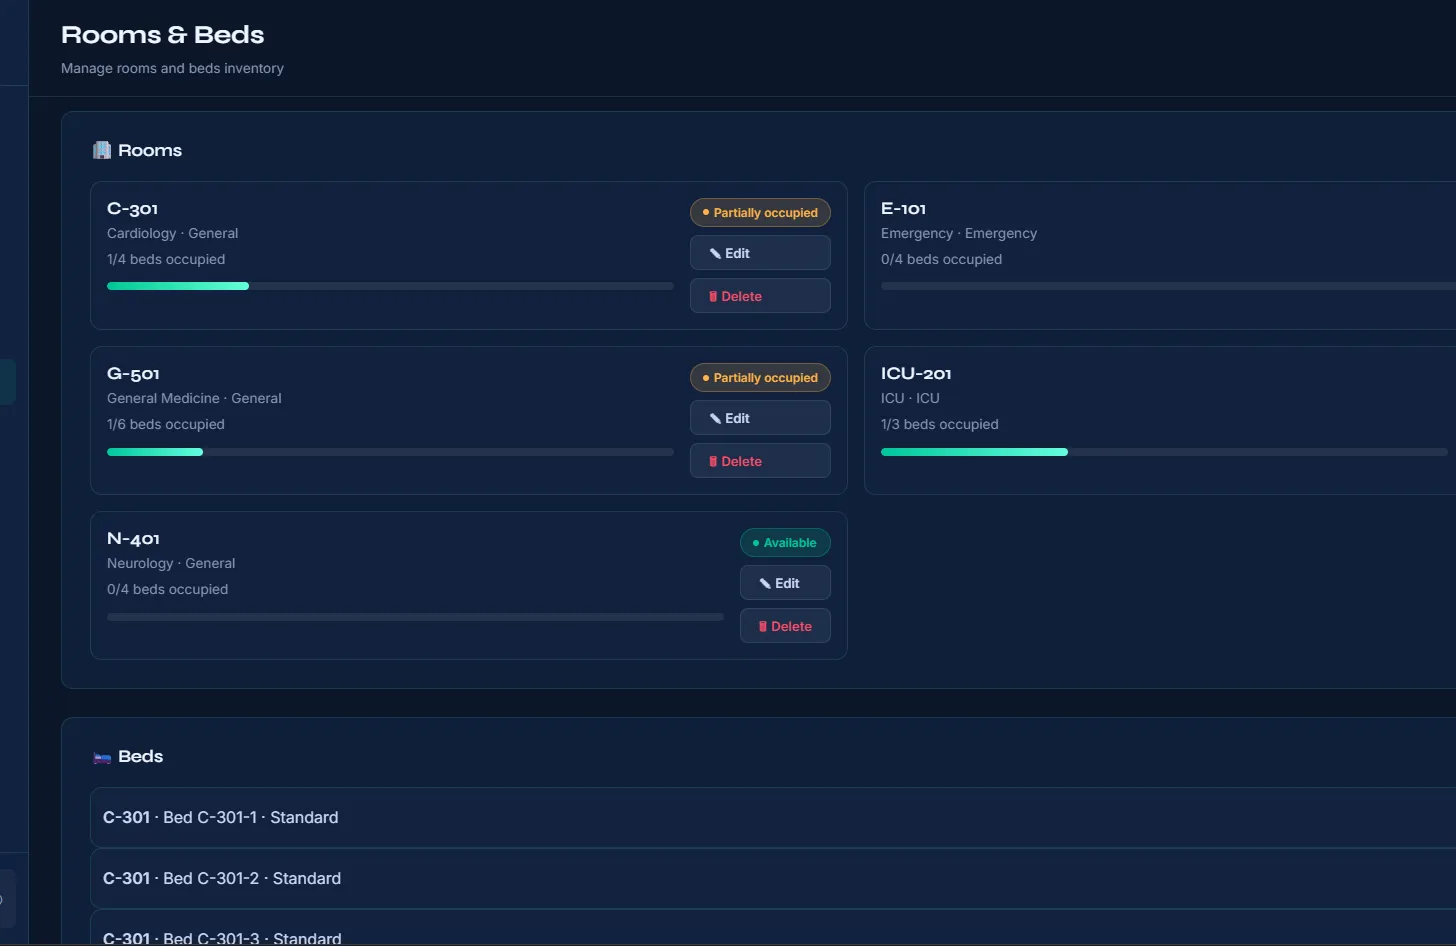 Rooms & Beds
Manage rooms and beds inventory
Rooms
C-301
Cardiology · General
1/4 beds occupied
Partially occupied
Edit
Delete
E-101
Emergency · Emergency
0/4 beds occupied
G-501
General Medicine · General
1/6 beds occupied
Partially occupied
Edit
Delete
ICU-201
ICU · ICU
1/3 beds occupied
N-401
Neurology · General
0/4 beds occupied
Available
Edit
Delete
Beds
C-301 · Bed C-301-1 · Standard
C-301 · Bed C-301-2 · Standard
C-301 · Bed C-301-3 · Standard